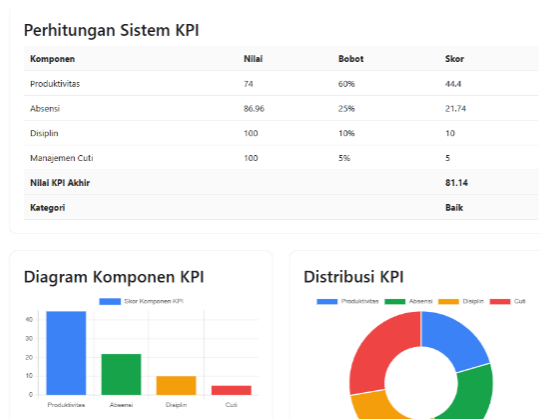 Perhitungan Sistem KPI
Komponen Nilai Bobot Skor
Produktivitas 74 60% 44.4
Absensi 86.96 25% 21.74
Disiplin 100 10% 10
Manajemen Cuti 100 5% 5
Nilai KPI Akhir 81.14
Kategori Baik
Diagram Komponen KPI
Skor Komponen KPI
40
30
20
10
0
Produktivitas Absensi Disiplin Cuti
Distribusi KPI
Produktivitas Absensi Disiplin Cuti